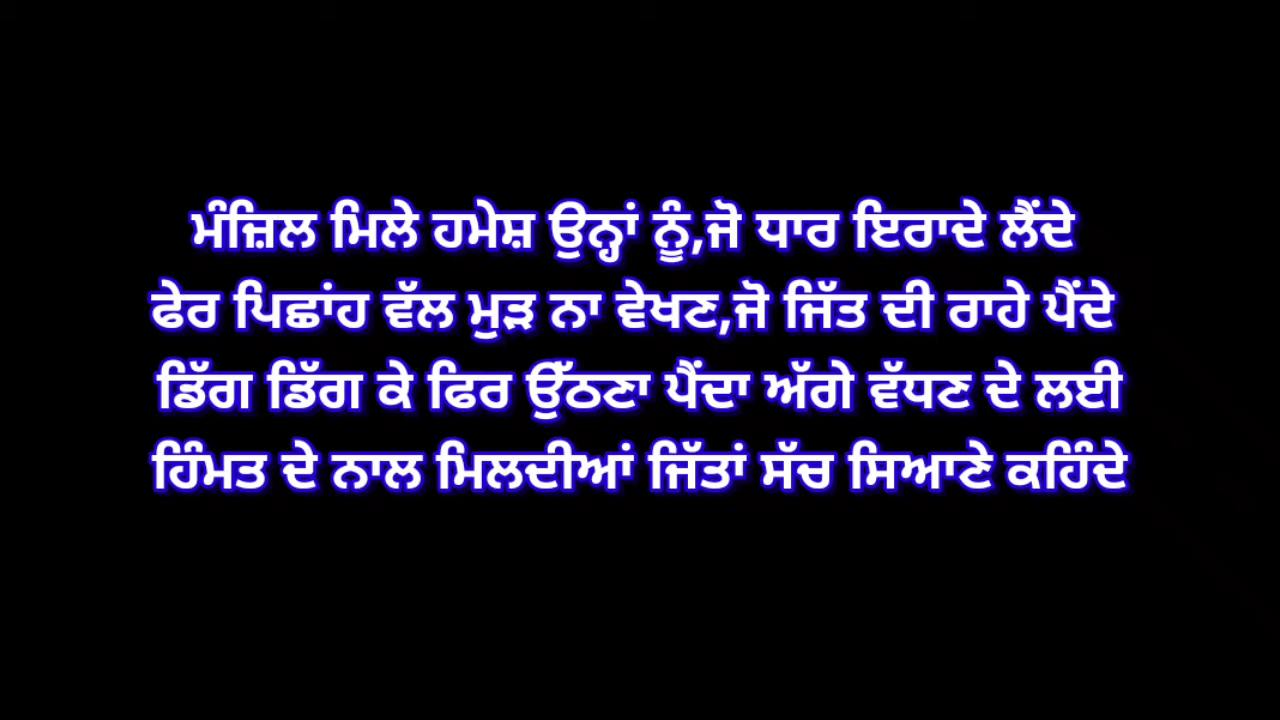 ਮੰਜ਼ਿਲ ਮਿਲੇ ਹਮੇਸ਼ ਉਨ੍ਹਾਂ ਨੂੰ,ਜੋ ਧਾਰ ਇਰਾਦੇ ਲੈਂਦੇ
ਫੇਰ ਪਿਛਾਂਹ ਵੱਲ ਮੁੜ ਨਾ ਵੇਖਣ,ਜੋ ਜਿੱਤ ਦੀ ਰਾਹੇ ਪੈਂਦੇ
ਡਿੱਗ ਡਿੱਗ ਕੇ ਫਿਰ ਉੱਠਣਾ ਪੈਂਦਾ ਅੱਗੇ ਵੱਧਣ ਦੇ ਲਈ
ਹਿੰਮਤ ਦੇ ਨਾਲ ਮਿਲਦੀਆਂ ਜਿੱਤਾਂ ਸੱਚ ਸਿਆਣੇ ਕਹਿੰਦੇ